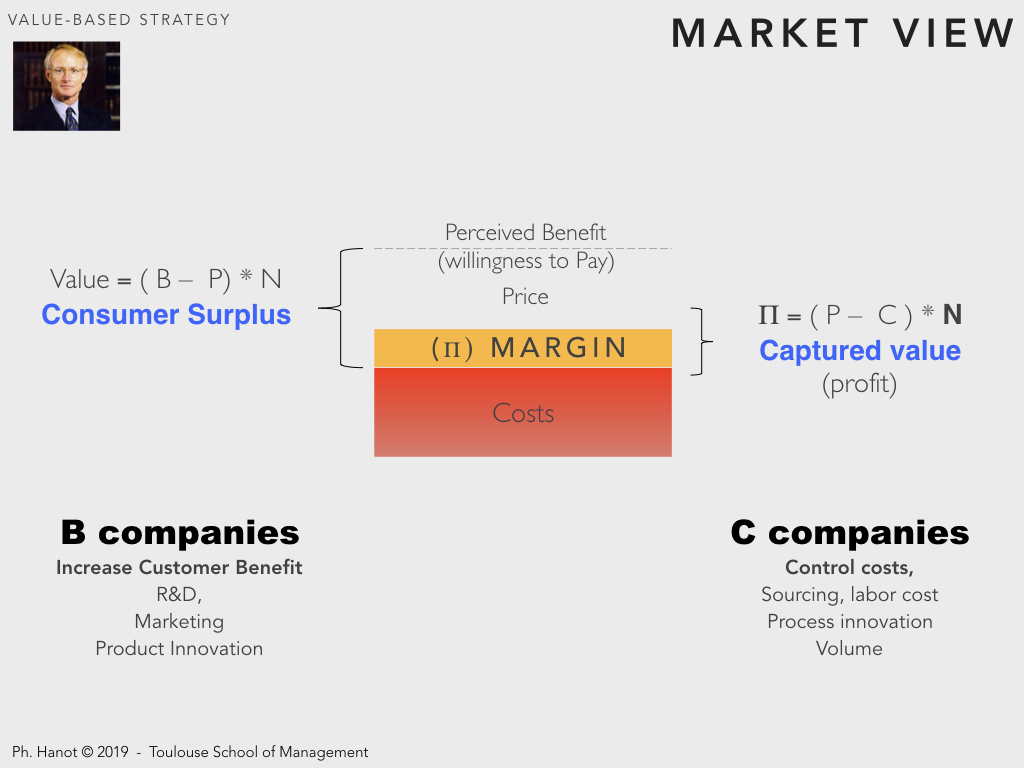 VALUE-BASED STRATEGY
MARKET VIEW
Perceived Benefit
(willingness to Pay)
Price
Value = ( B – P) * N
Consumer Surplus
(π) MARGIN
Costs
Π = ( P – C ) * N
Captured value
(profit)
B companies
Increase Customer Benefit
R&D,
Marketing
Product Innovation
C companies
Control costs,
Sourcing, labor cost
Process innovation
Volume
Ph. Hanot © 2019 - Toulouse School of Management